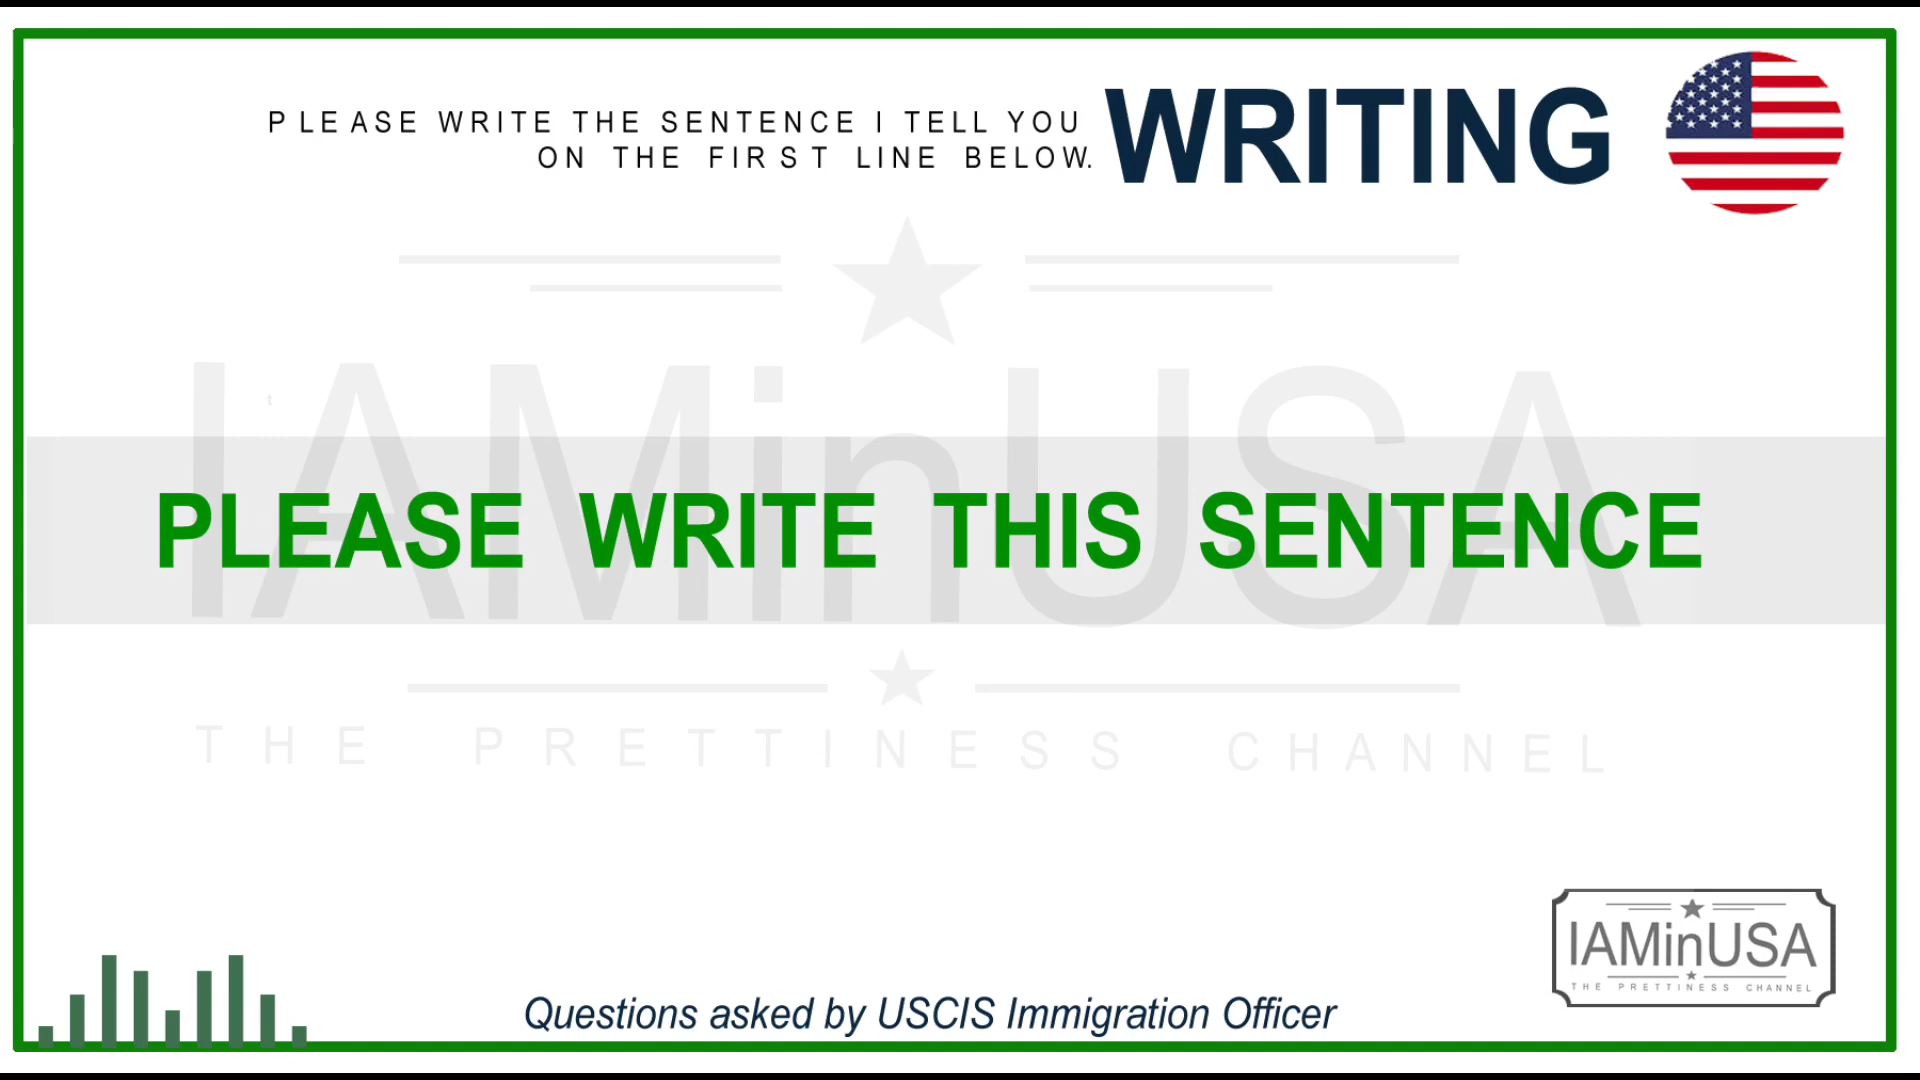 PLEASE WRITE THE SENTENCE I TELL YOU
ON THE FIRST LINE BELOW.
WRITING
IAMinUSA
t
PLEASE WRITE THIS SENTENCE
THE PRETTINESS CHANNEL
IAMinUSA
THE PRETTINESS CHANNEL
Questions asked by USCIS Immigration Officer